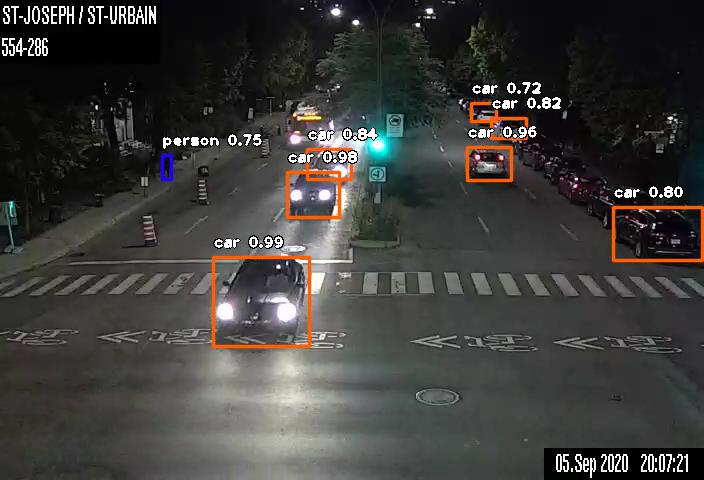 ST-JOSEPH / ST-URBAIN
554-286
car 0.72
car 0.82
person 0.75
car 0.84
car 0.96
car 0.98
car 0.80
car 0.99
05.Sep 2020 20:07:21